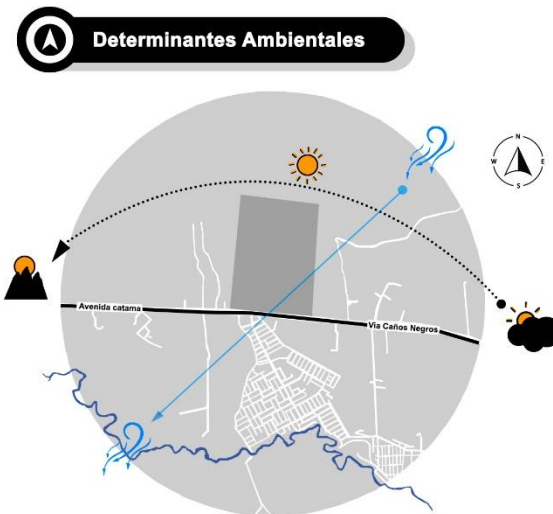 Determinantes Ambientales
N
W
E
S
Avenida catama
Via Caños Negros